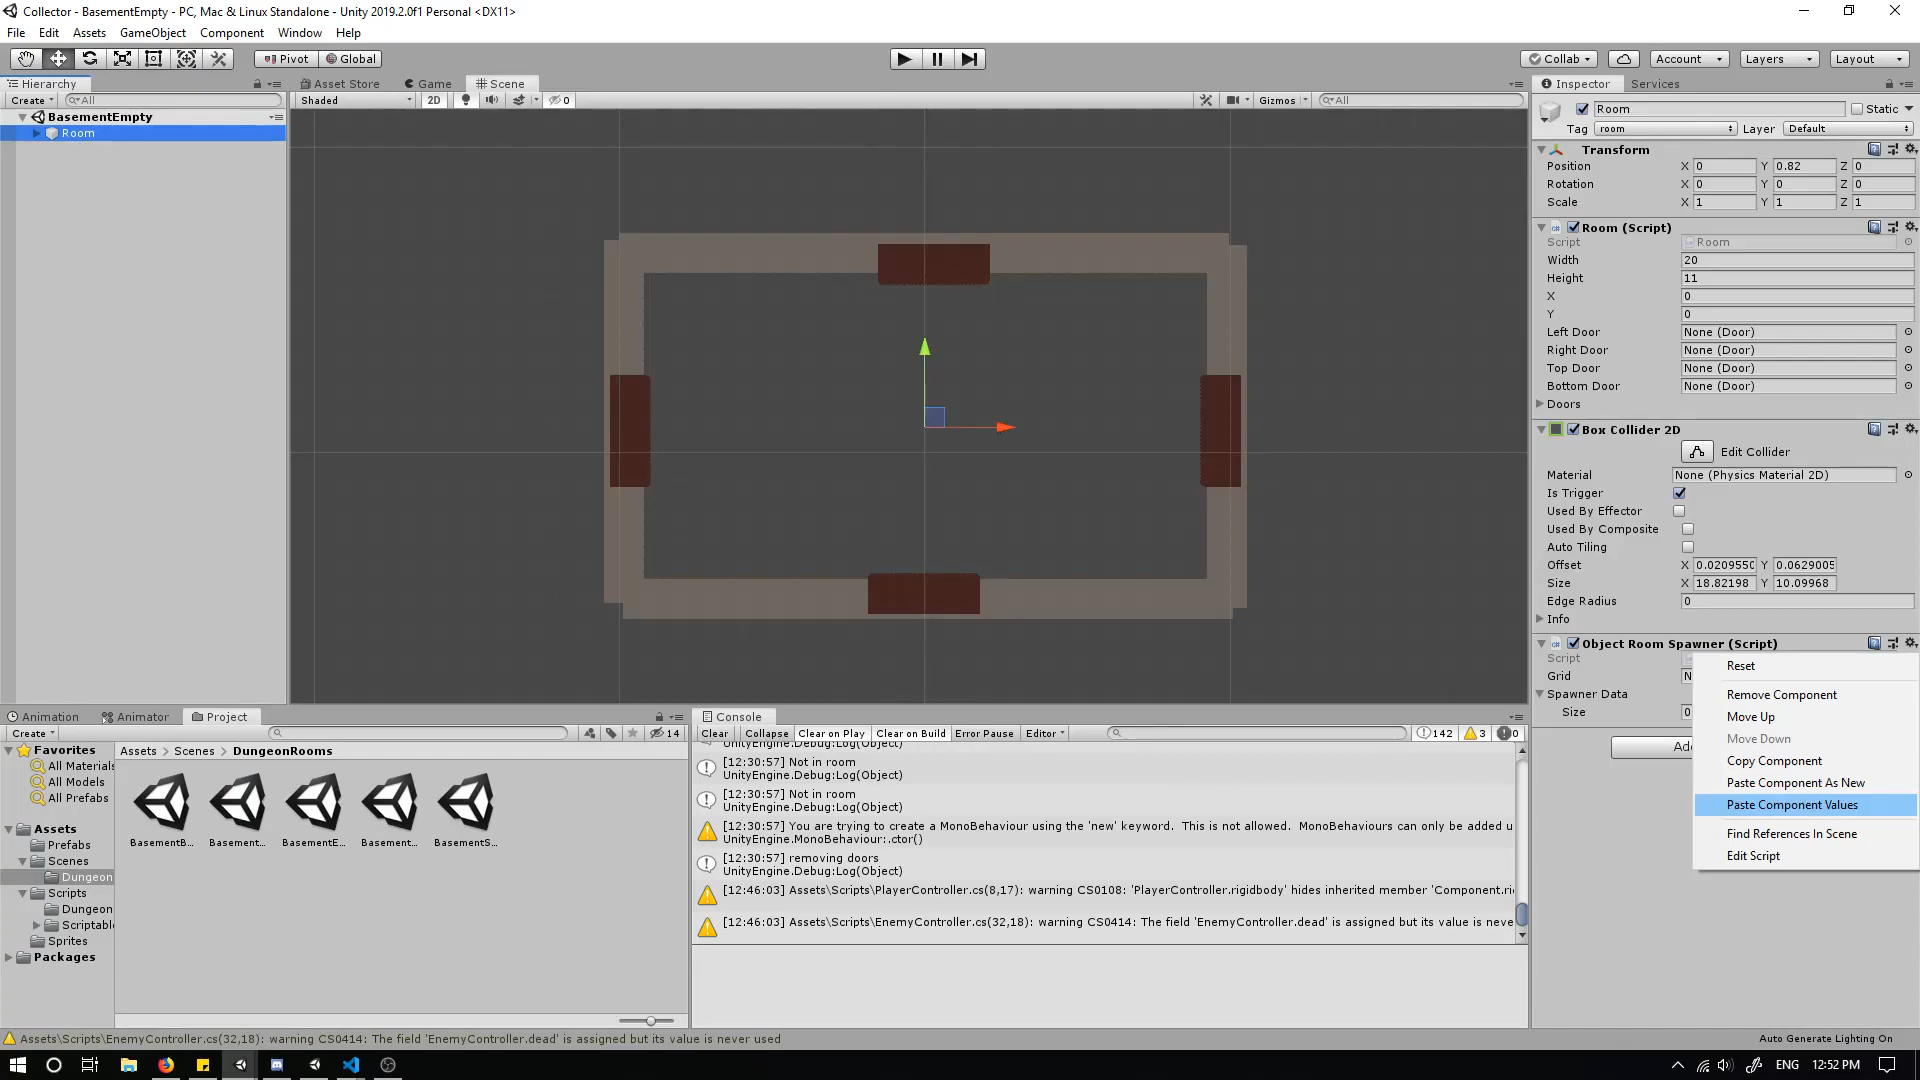 Collector - BasementEmpty - PC, Mac & Linux Standalone - Unity 2019.2.0f1 Personal <DX11>
File Edit Assets GameObject Component Window Help
Pivot Global
Collab Account Layers Layout
Hierarchy
Create All
BasementEmpty
Room
Asset Store Game Scene
Shaded 2D 0 Gizmos All
Inspector Services
Room Static
Tag room Layer Default
Transform
Position X 0 Y 0.82 Z 0
Rotation X 0 Y 0 Z 0
Scale X 1 Y 1 Z 1
Room (Script)
Script Room
Width 20
Height 11
X 0
Y 0
Left Door None (Door)
Right Door None (Door)
Top Door None (Door)
Bottom Door None (Door)
Doors
Box Collider 2D
Edit Collider
Material None (Physics Material 2D)
Is Trigger
Used By Effector
Used By Composite
Auto Tiling
Offset X 0.0209550 Y 0.0629005
Size X 18.82198 Y 10.09968
Edge Radius 0
Info
Object Room Spawner (Script)
Script
Grid N
Spawner Data
Size 0
Reset
Remove Component
Move Up
Move Down
Copy Component
Paste Component As New
Paste Component Values
Find References In Scene
Edit Script
Animation Animator Project
Create 14
Favorites
All Materials
All Models
All Prefabs
Assets
Prefabs
Scenes
Dungeon
Scripts
Dungeon
Scriptabl
Sprites
Packages
Assets > Scenes > DungeonRooms
BasementB... Basement... BasementE... Basement... BasementS...
Console
Clear Collapse Clear on Play Clear on Build Error Pause Editor 142 3 0
UnityEngine.Debug:Log(Object)
[12:30:57] Not in room
UnityEngine.Debug:Log(Object)
[12:30:57] Not in room
UnityEngine.Debug:Log(Object)
[12:30:57] You are trying to create a MonoBehaviour using the 'new' keyword.  This is not allowed.  MonoBehaviours can only be added u
UnityEngine.MonoBehaviour:.ctor()
[12:30:57] removing doors
UnityEngine.Debug:Log(Object)
[12:46:03] Assets\Scripts\PlayerController.cs(8,17): warning CS0108: 'PlayerController.rigidbody' hides inherited member 'Component.ri
[12:46:03] Assets\Scripts\EnemyController.cs(32,18): warning CS0414: The field 'EnemyController.dead' is assigned but its value is neve
Assets\Scripts\EnemyController.cs(32,18): warning CS0414: The field 'EnemyController.dead' is assigned but its value is never used
Auto Generate Lighting On
ENG 12:52 PM